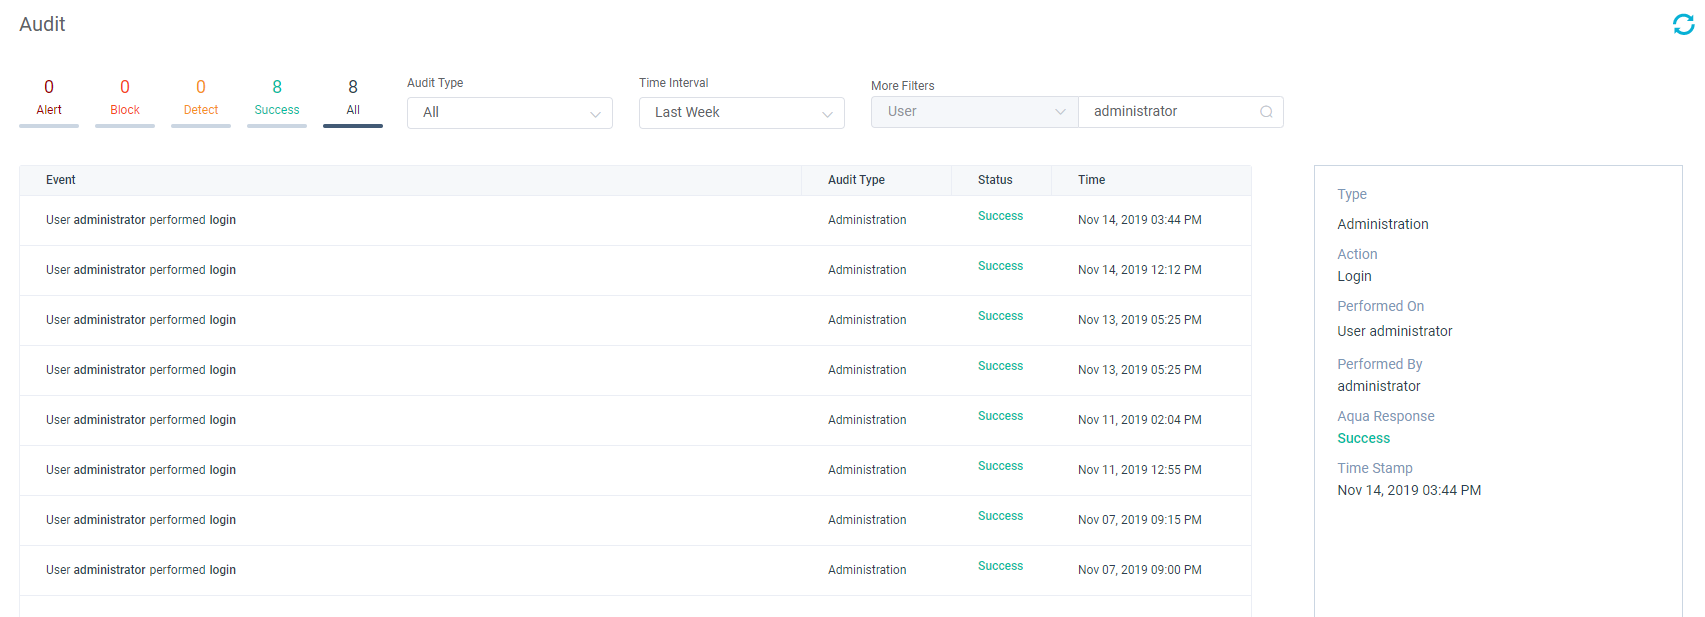 Audit
0 0 0 8 8
Alert Block Detect Success All
Audit Type
All
Time Interval
Last Week
More Filters
User administrator
Event Audit Type Status Time
User administrator performed login Administration Success Nov 14, 2019 03:44 PM
User administrator performed login Administration Success Nov 14, 2019 12:12 PM
User administrator performed login Administration Success Nov 13, 2019 05:25 PM
User administrator performed login Administration Success Nov 13, 2019 05:25 PM
User administrator performed login Administration Success Nov 11, 2019 02:04 PM
User administrator performed login Administration Success Nov 11, 2019 12:55 PM
User administrator performed login Administration Success Nov 07, 2019 09:15 PM
User administrator performed login Administration Success Nov 07, 2019 09:00 PM
Type
Administration
Action
Login
Performed On
User administrator
Performed By
administrator
Aqua Response
Success
Time Stamp
Nov 14, 2019 03:44 PM